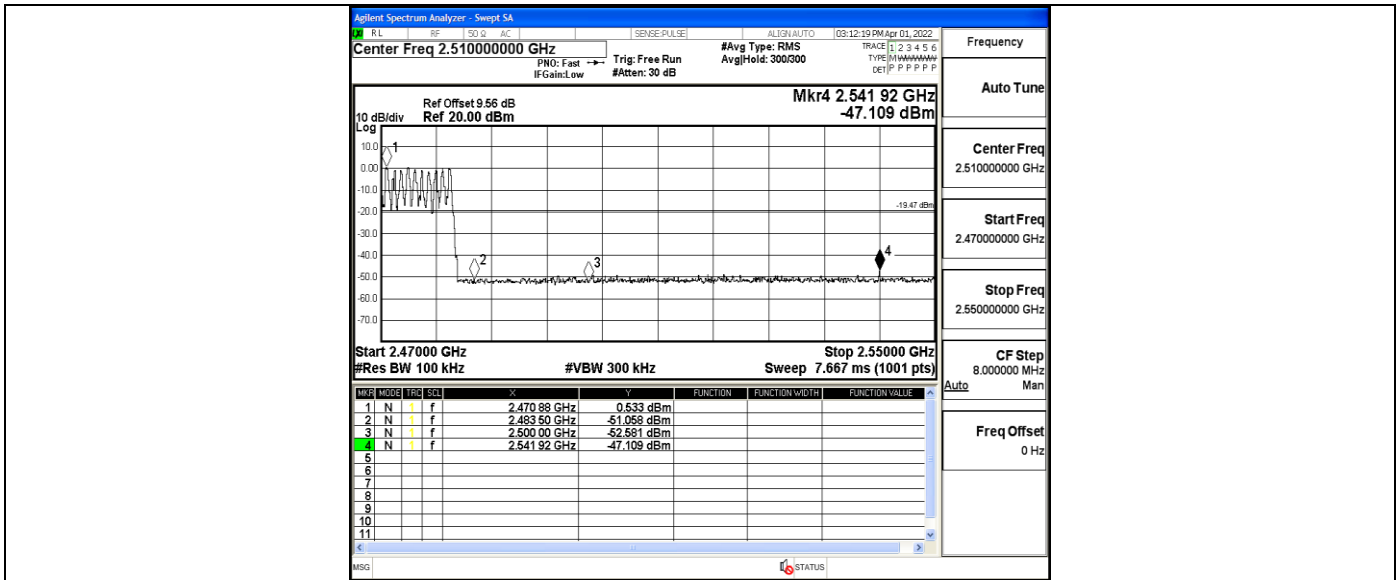 Agilent Spectrum Analyzer - Swept SA
RL RF 50 Ω AC SENSE:PULSE ALIGN AUTO 03:12:19 PM Apr 01, 2022
Center Freq 2.510000000 GHz
PNO: Fast
IFGain:Low
Trig: Free Run
#Atten: 30 dB
#Avg Type: RMS
Avg|Hold: 300/300
TRACE 1 2 3 4 5 6
TYPE M WWWWW
DET P P P P P P
Mkr4 2.541 92 GHz
-47.109 dBm
Ref Offset 9.56 dB
10 dB/div Ref 20.00 dBm
Log
10.0
0.00
-10.0
-20.0
-30.0
-40.0
-50.0
-60.0
-70.0
1
2
3
4
-19.47 dBm
Start 2.47000 GHz Stop 2.55000 GHz
#Res BW 100 kHz #VBW 300 kHz Sweep 7.667 ms (1001 pts)
MKR MODE TRC SCL X Y FUNCTION FUNCTION WIDTH FUNCTION VALUE
1 N 1 f 2.470 88 GHz 0.533 dBm
2 N 1 f 2.483 50 GHz -51.058 dBm
3 N 1 f 2.500 00 GHz -52.581 dBm
4 N 1 f 2.541 92 GHz -47.109 dBm
5
6
7
8
9
10
11
MSG STATUS
Frequency
Auto Tune
Center Freq
2.510000000 GHz
Start Freq
2.470000000 GHz
Stop Freq
2.550000000 GHz
CF Step
8.000000 MHz
Auto Man
Freq Offset
0 Hz